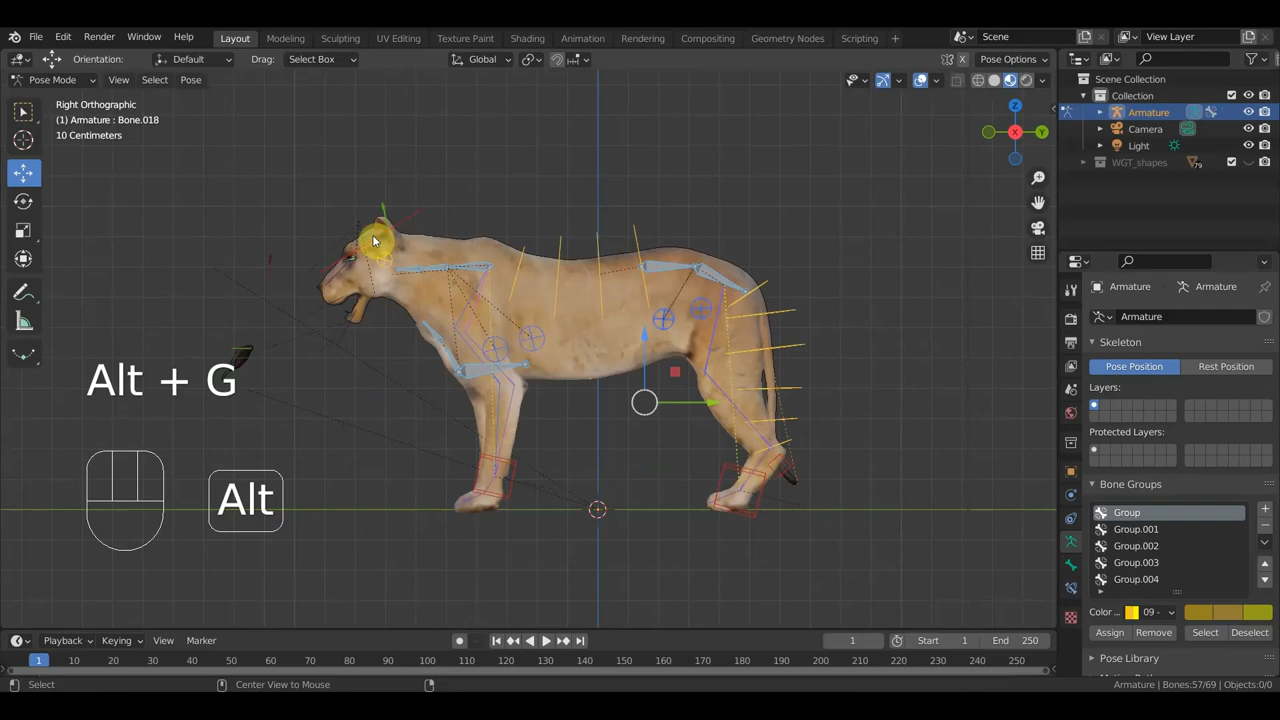 File Edit Render Window Help Layout Modeling Sculpting UV Editing Texture Paint Shading Animation Rendering Compositing Geometry Nodes Scripting + Scene View Layer
Orientation: Default Drag: Select Box Global X Pose Options
Pose Mode View Select Pose
Right Orthographic
(1) Armature : Bone.018
10 Centimeters
Z
Y
X
Scene Collection
Collection
Armature
Camera
Light
WGT_shapes 79
Armature Armature
Armature
Skeleton
Pose Position Rest Position
Layers:
Protected Layers:
Bone Groups
Group
Group.001
Group.002
Group.003
Group.004
Color 09 -
Assign Remove Select Deselect
Pose Library
Alt + G
Alt
Playback Keying View Marker 1 Start 1 End 250
1 10 20 30 40 50 60 70 80 90 100 110 120 130 140 150 160 170 180 190 200 210 220 230 240 250
Select Center View to Mouse Armature | Bones:57/69 | Objects:0/0